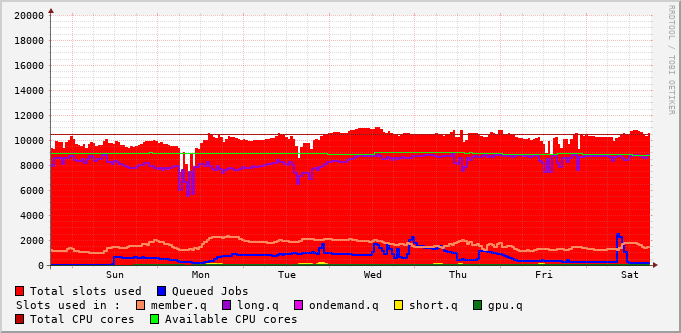 20000
18000
16000
14000
12000
10000
8000
6000
4000
2000
0
Sun Mon Tue Wed Thu Fri Sat
Total slots used Queued Jobs
Slots used in : member.q long.q ondemand.q short.q gpu.q
Total CPU cores Available CPU cores
RRDTOOL / TOBI OETIKER